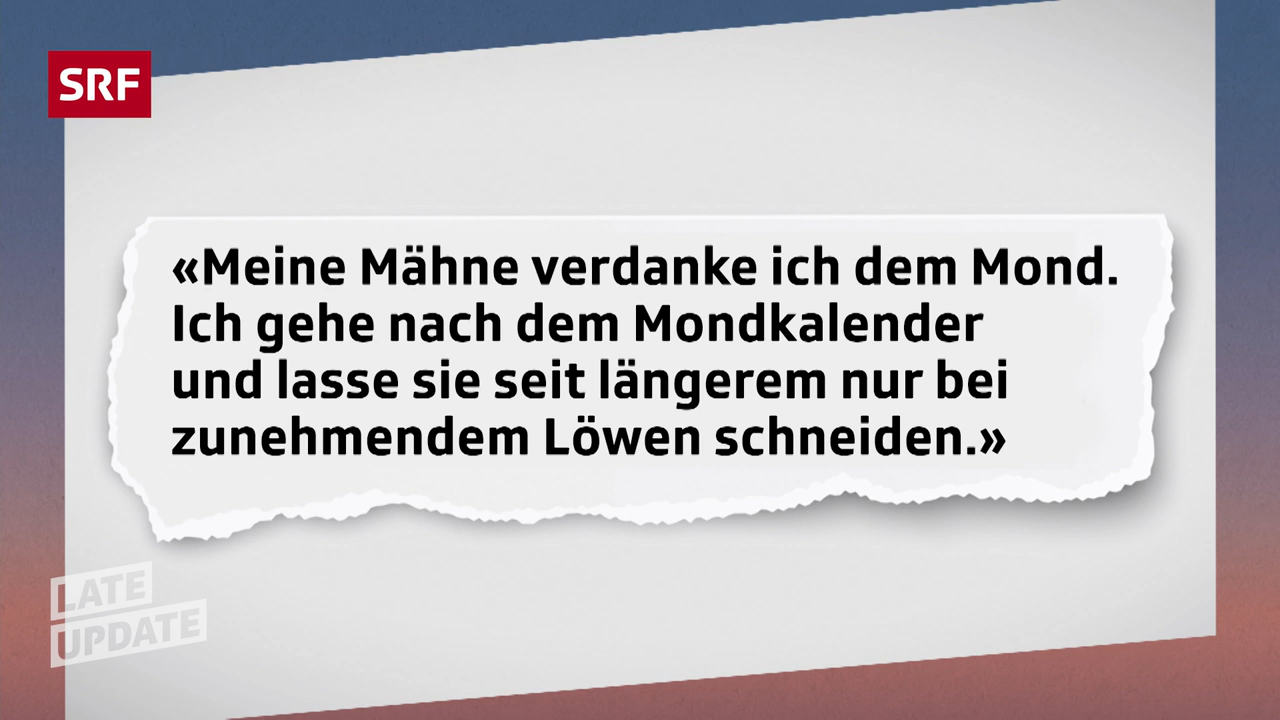 SRF
«Meine Mähne verdanke ich dem Mond.
Ich gehe nach dem Mondkalender
und lasse sie seit längerem nur bei
zunehmendem Löwen schneiden.»
LATE
UPDATE